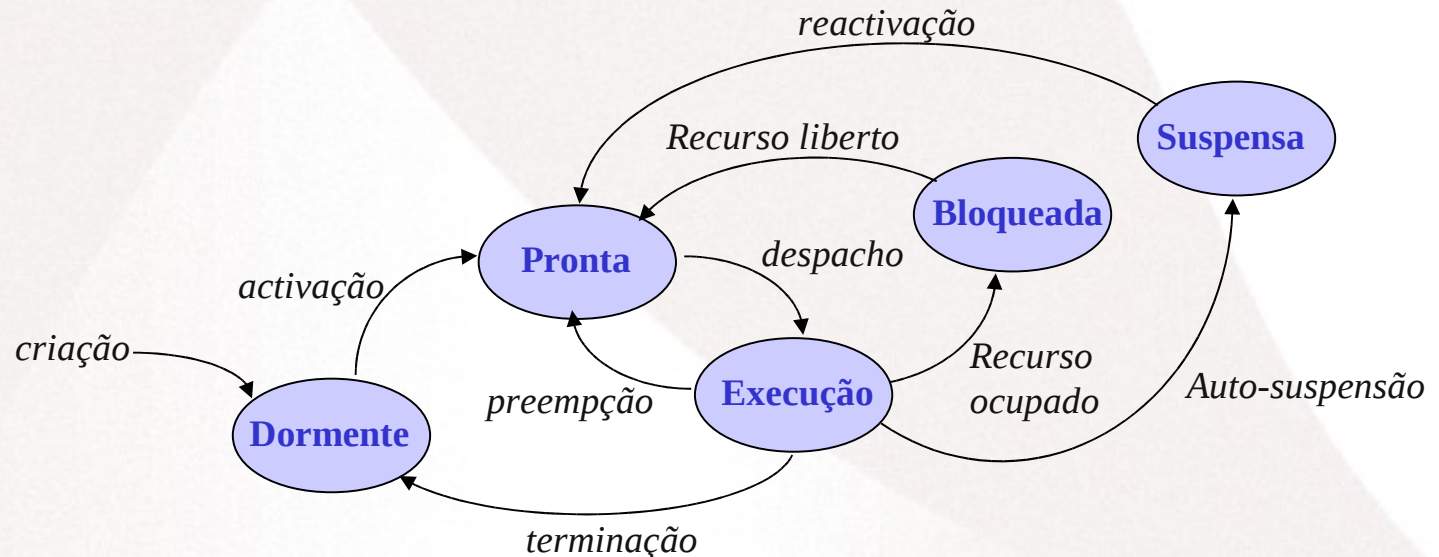 reactivação
Suspensa
Recurso liberto
Bloqueada
Pronta
despacho
activação
criação
Recurso
ocupado
Execução
preempção
Auto-suspensão
Dormente
terminação